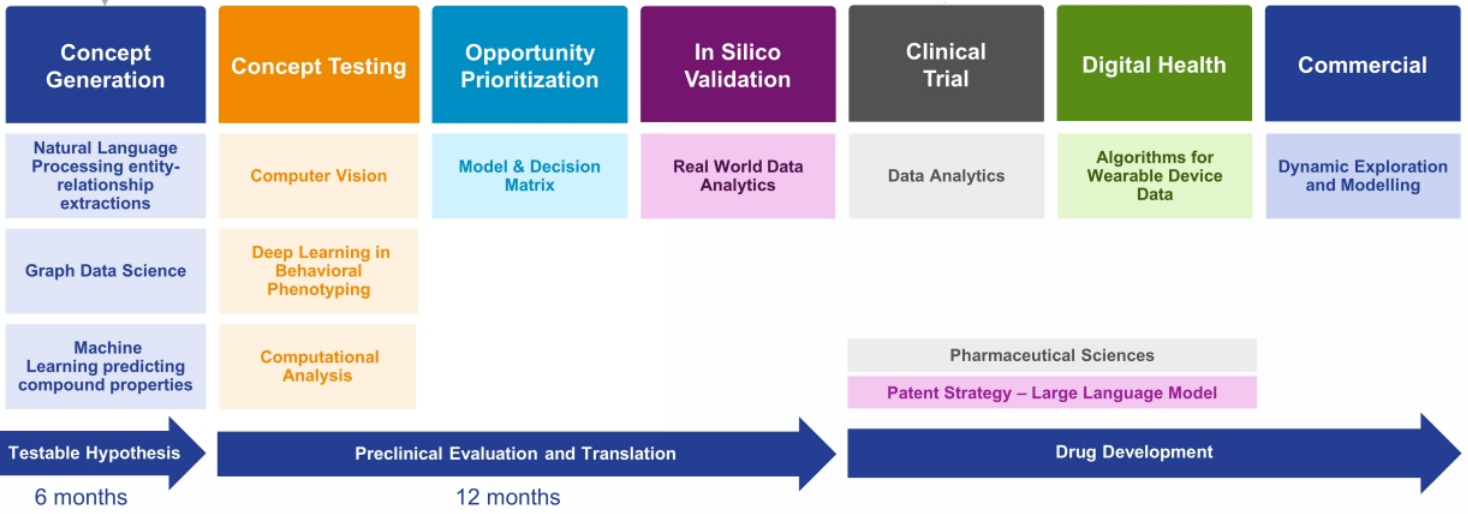 Concept
Generation
Concept Testing
Opportunity
Prioritization
In Silico
Validation
Clinical
Trial
Digital Health
Commercial
Natural Language
Processing entity-
relationship
extractions
Computer Vision
Model & Decision
Matrix
Real World Data
Analytics
Data Analytics
Algorithms for
Wearable Device
Data
Dynamic Exploration
and Modelling
Graph Data Science
Deep Learning in
Behavioral
Phenotyping
Machine
Learning predicting
compound properties
Computational
Analysis
Pharmaceutical Sciences
Patent Strategy – Large Language Model
Testable Hypothesis
Preclinical Evaluation and Translation
Drug Development
6 months
12 months